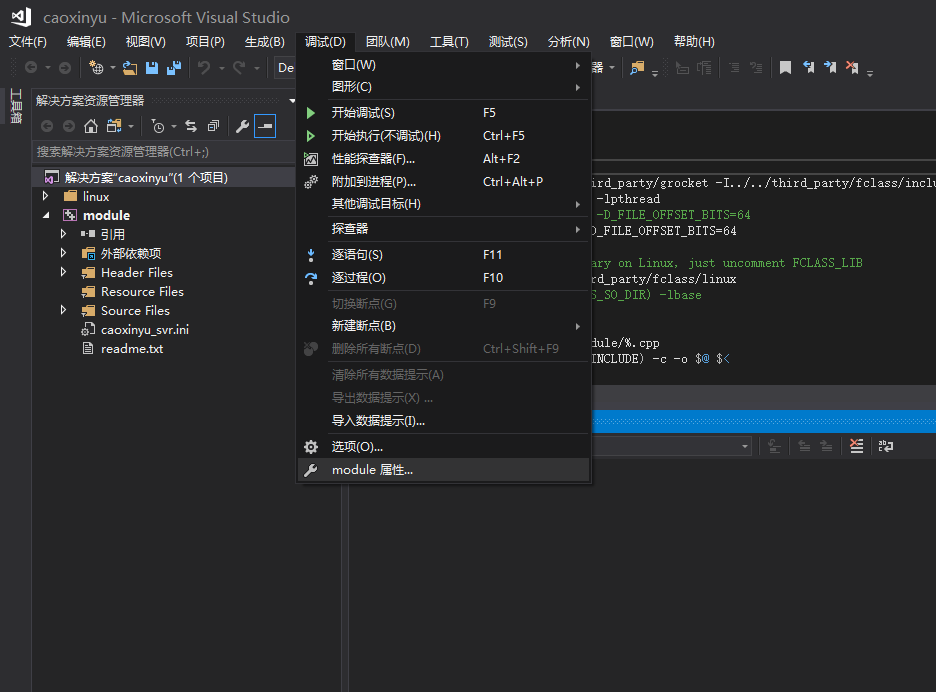 caoxinyu - Microsoft Visual Studio
文件(F) 编辑(E) 视图(V) 项目(P) 生成(B) 调试(D) 团队(M) 工具(T) 测试(S) 分析(N) 窗口(W) 帮助(H)
De
器
工具箱
解决方案资源管理器
搜索解决方案资源管理器(Ctrl+;)
解决方案"caoxinyu"(1 个项目)
linux
module
引用
外部依赖项
Header Files
Resource Files
Source Files
caoxinyu_svr.ini
readme.txt
窗口(W)
图形(C)
开始调试(S) F5
开始执行(不调试)(H) Ctrl+F5
性能探查器(F)... Alt+F2
附加到进程(P)... Ctrl+Alt+P
其他调试目标(H)
探查器
逐语句(S) F11
逐过程(O) F10
切换断点(G) F9
新建断点(B)
删除所有断点(D) Ctrl+Shift+F9
清除所有数据提示(A)
导出数据提示(X) ...
导入数据提示(I)...
选项(O)...
module 属性...
ird_party/grocket -I../../third_party/fclass/inclu
-lpthread
-D_FILE_OFFSET_BITS=64
D_FILE_OFFSET_BITS=64
ary on Linux, just uncomment FCLASS_LIB
rd_party/fclass/linux
S_SO_DIR) -lbase
dule/%.cpp
INCLUDE) -c -o $@ $<